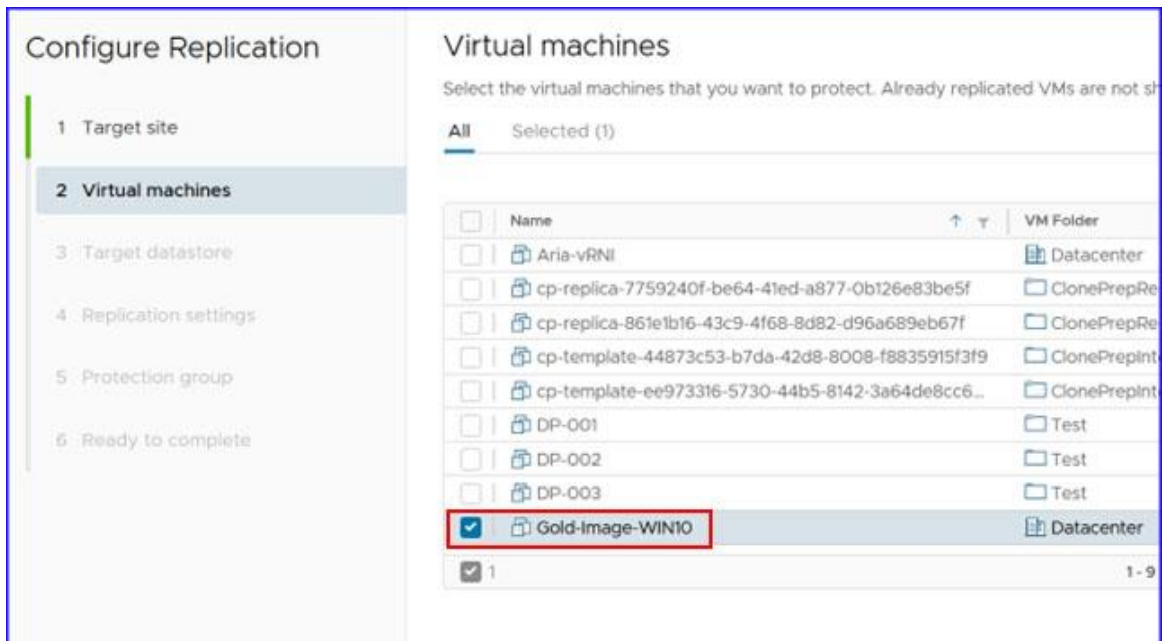 Configure Replication
1 Target site
2 Virtual machines
3 Target datastore
4 Replication settings
5 Protection group
6 Ready to complete
Virtual machines
Select the virtual machines that you want to protect. Already replicated VMs are not sh
All Selected (1)
Name VM Folder
Aria-vRNI Datacenter
cp-replica-7759240f-be64-41ed-a877-0b126e83be5f ClonePrepRe
cp-replica-861e1b16-43c9-4f68-8d82-d96a689eb67f ClonePrepRe
cp-template-44873c53-b7da-42d8-8008-f8835915f3f9 ClonePrepInt
cp-template-ee973316-5730-44b5-8142-3a64de8cc6... ClonePrepInt
DP-001 Test
DP-002 Test
DP-003 Test
Gold-Image-WIN10 Datacenter
1 1 - 9